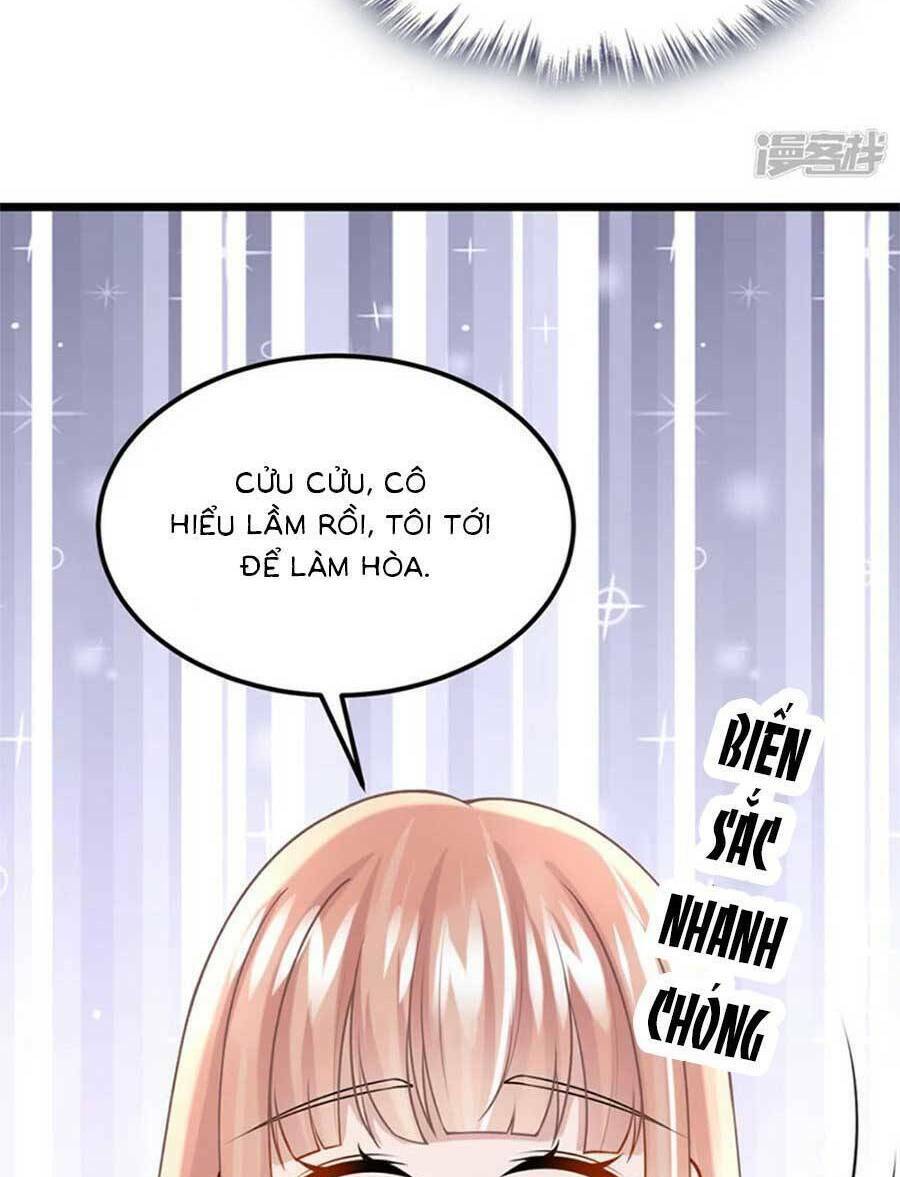 漫客栈
CỬU CỬU, CÔ
HIỂU LẦM RỒI, TÔI TỚI
ĐỂ LÀM HÒA.
BIẾN
SẮC
NHANH
CHÓNG